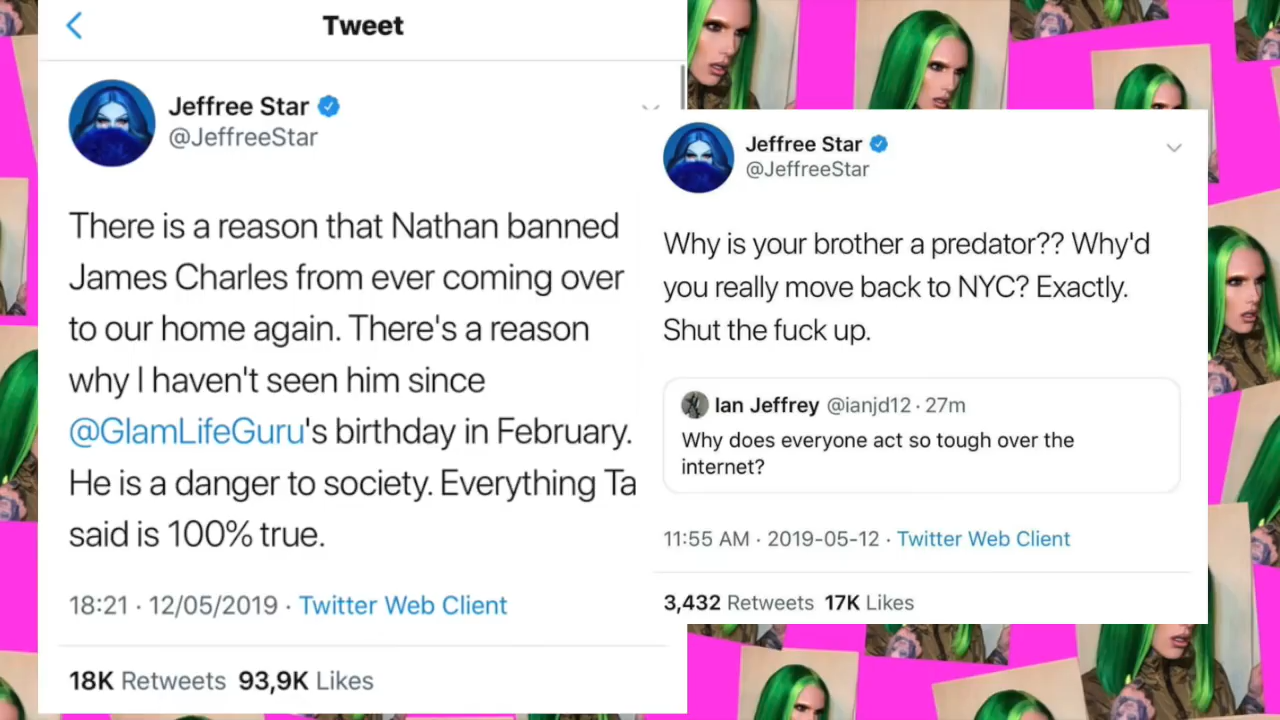 Tweet
Jeffree Star
@JeffreeStar
There is a reason that Nathan banned
James Charles from ever coming over
to our home again. There's a reason
why I haven't seen him since
@GlamLifeGuru's birthday in February.
He is a danger to society. Everything Ta
said is 100% true.
18:21 · 12/05/2019 · Twitter Web Client
18K Retweets 93,9K Likes
Jeffree Star
@JeffreeStar
Why is your brother a predator?? Why'd
you really move back to NYC? Exactly.
Shut the fuck up.
Ian Jeffrey @ianjd12 · 27m
Why does everyone act so tough over the
internet?
11:55 AM · 2019-05-12 · Twitter Web Client
3,432 Retweets 17K Likes